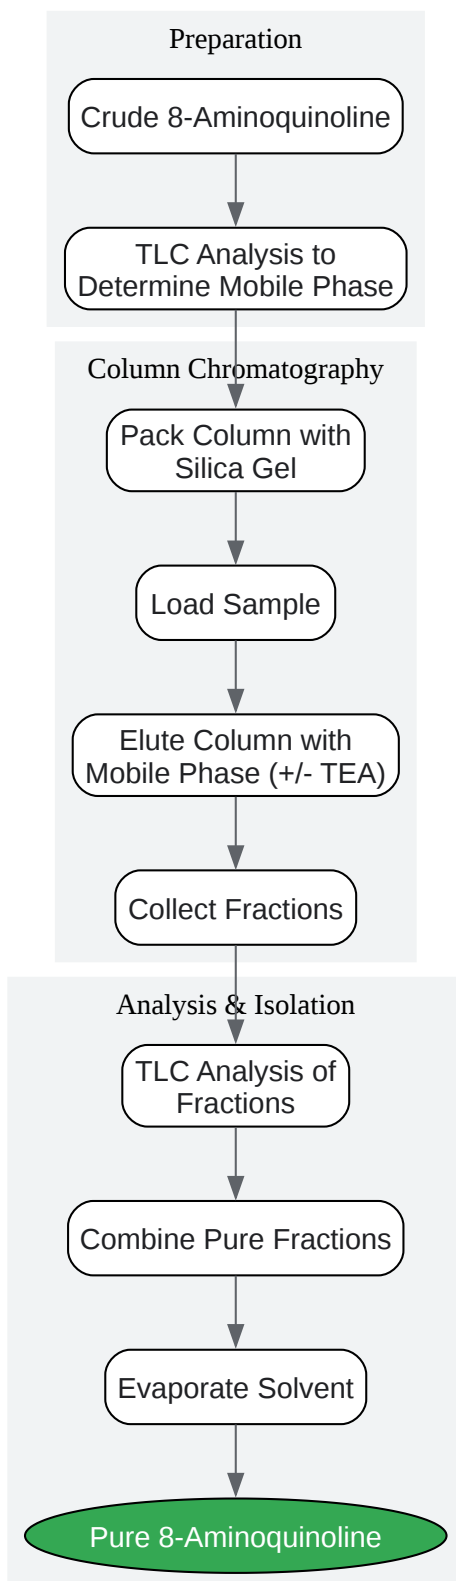 Preparation
Crude 8-Aminoquinoline
TLC Analysis to
Determine Mobile Phase
Column Chromatography
Pack Column with
Silica Gel
Load Sample
Elute Column with
Mobile Phase (+/- TEA)
Collect Fractions
Analysis & Isolation
TLC Analysis of
Fractions
Combine Pure Fractions
Evaporate Solvent
Pure 8-Aminoquinoline